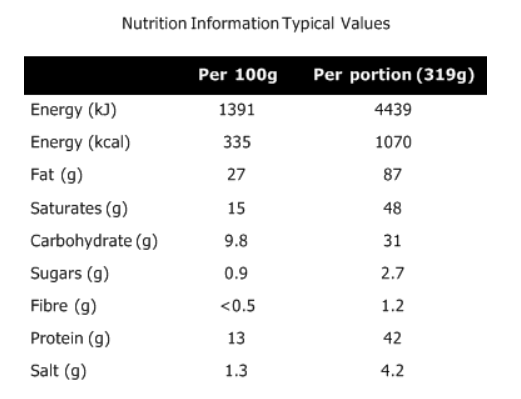 Nutrition Information Typical Values
Per 100g Per portion (319g)
Energy (kJ) 1391 4439
Energy (kcal) 335 1070
Fat (g) 27 87
Saturates (g) 15 48
Carbohydrate (g) 9.8 31
Sugars (g) 0.9 2.7
Fibre (g) <0.5 1.2
Protein (g) 13 42
Salt (g) 1.3 4.2